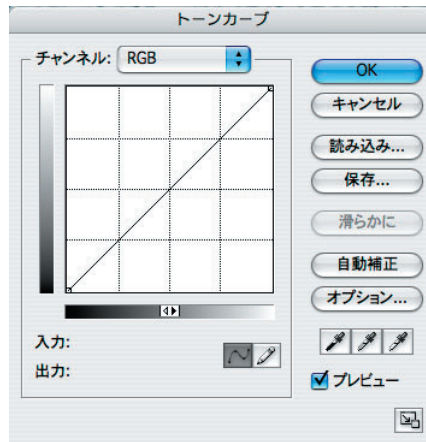 トーンカーブ
チャンネル: RGB
OK
キャンセル
読み込み...
保存...
滑らかに
自動補正
オプション...
入力:
出力:
プレビュー